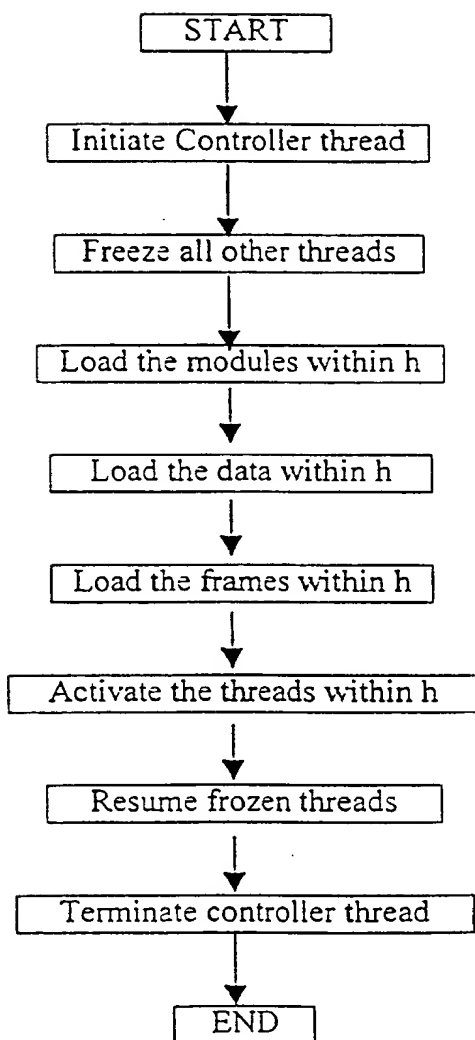 START
Initiate Controller thread
Freeze all other threads
Load the modules within h
Load the data within h
Load the frames within h
Activate the threads within h
Resume frozen threads
Terminate controller thread
END